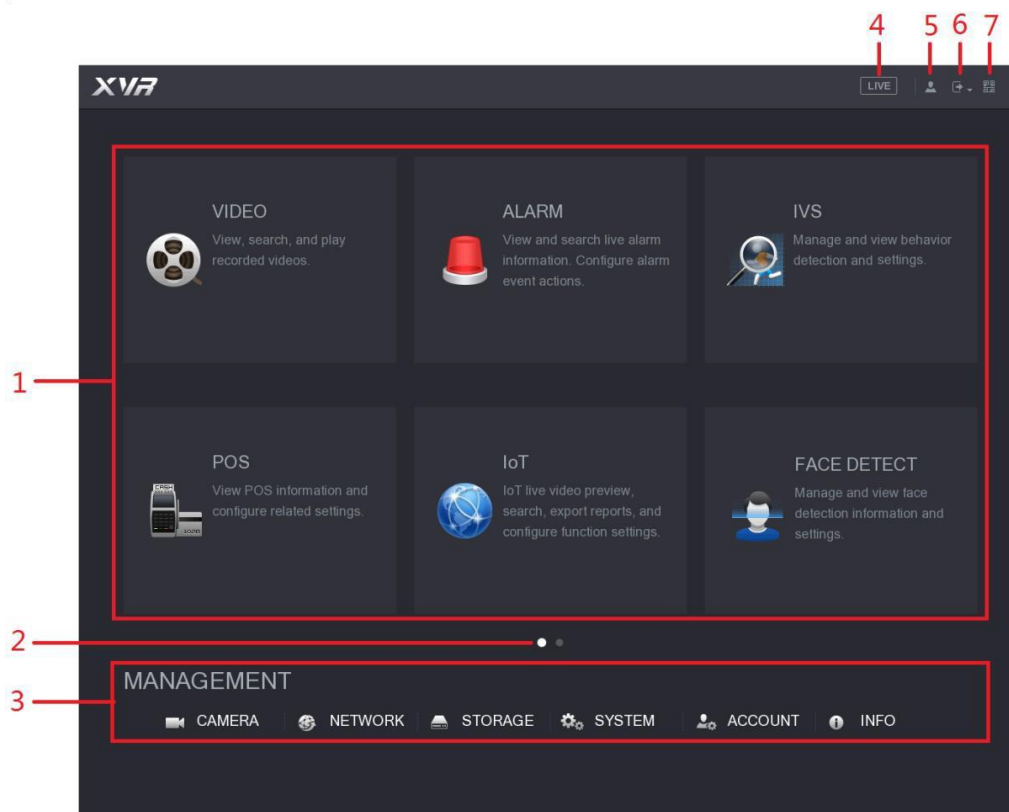 4 5 6 7
XVR
LIVE
1
VIDEO
View, search, and play
recorded videos.
ALARM
View and search live alarm
information. Configure alarm
event actions.
IVS
Manage and view behavior
detection and settings.
POS
View POS information and
configure related settings.
CASH
IoT
IoT live video preview,
search, export reports, and
configure function settings.
FACE DETECT
Manage and view face
detection information and
settings.
2
3
MANAGEMENT
CAMERA NETWORK STORAGE SYSTEM ACCOUNT INFO